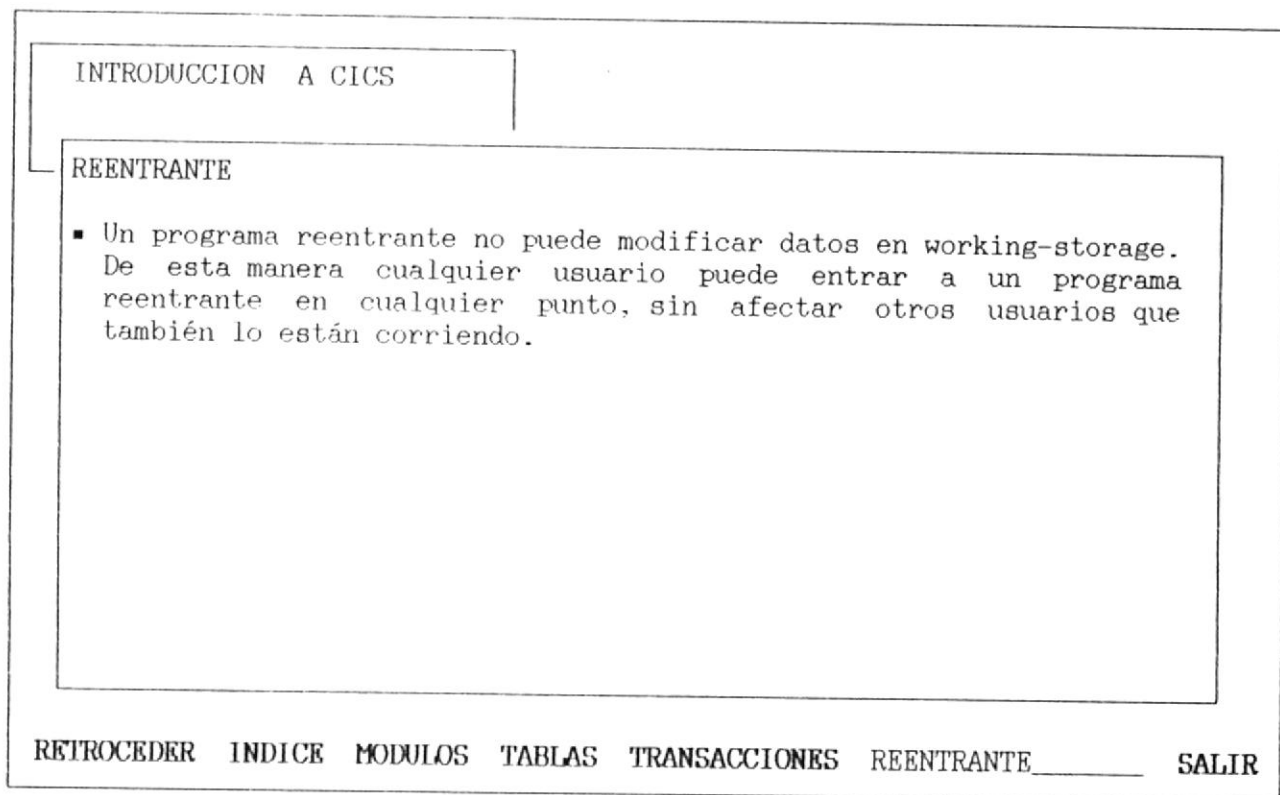 INTRODUCCION A CICS
REENTRANTE
▪ Un programa reentrante no puede modificar datos en working-storage.
De esta manera cualquier usuario puede entrar a un programa
reentrante en cualquier punto, sin afectar otros usuarios que
también lo están corriendo.
RETROCEDER INDICE MODULOS TABLAS TRANSACCIONES REENTRANTE________ SALIR